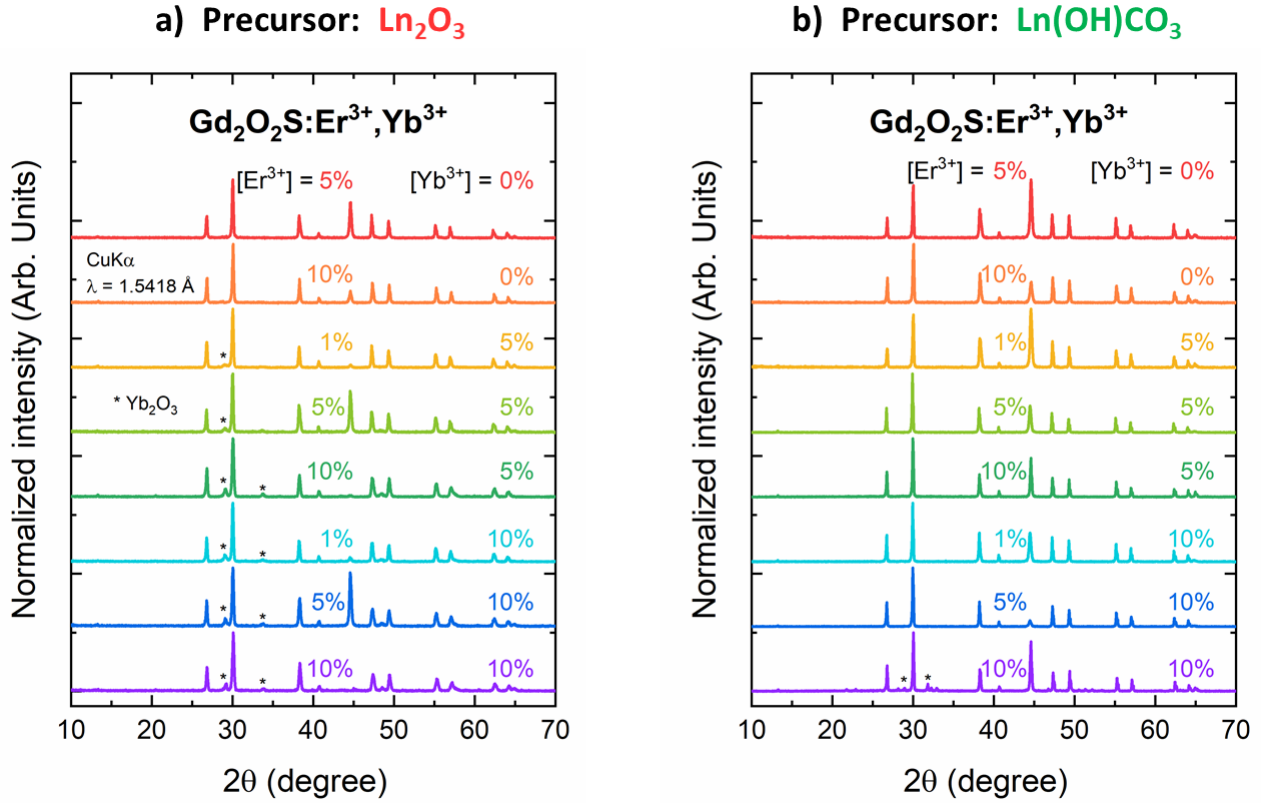 a) Precursor: Ln₂O₃
Gd₂O₂S:Er³⁺,Yb³⁺
[Er³⁺] = 5% [Yb³⁺] = 0%
CuKα
λ = 1.5418 Å
10% 0%
* 1% 5%
* Yb₂O₃
* 5% 5%
* * 10% 5%
* * 1% 10%
* * 5% 10%
* * 10% 10%
10 20 30 40 50 60 70
2θ (degree)
Normalized intensity (Arb. Units)
b) Precursor: Ln(OH)CO₃
Gd₂O₂S:Er³⁺,Yb³⁺
[Er³⁺] = 5% [Yb³⁺] = 0%
10% 0%
1% 5%
5% 5%
10% 5%
1% 10%
5% 10%
* * 10% 10%
10 20 30 40 50 60 70
2θ (degree)
Normalized intensity (Arb. Units)